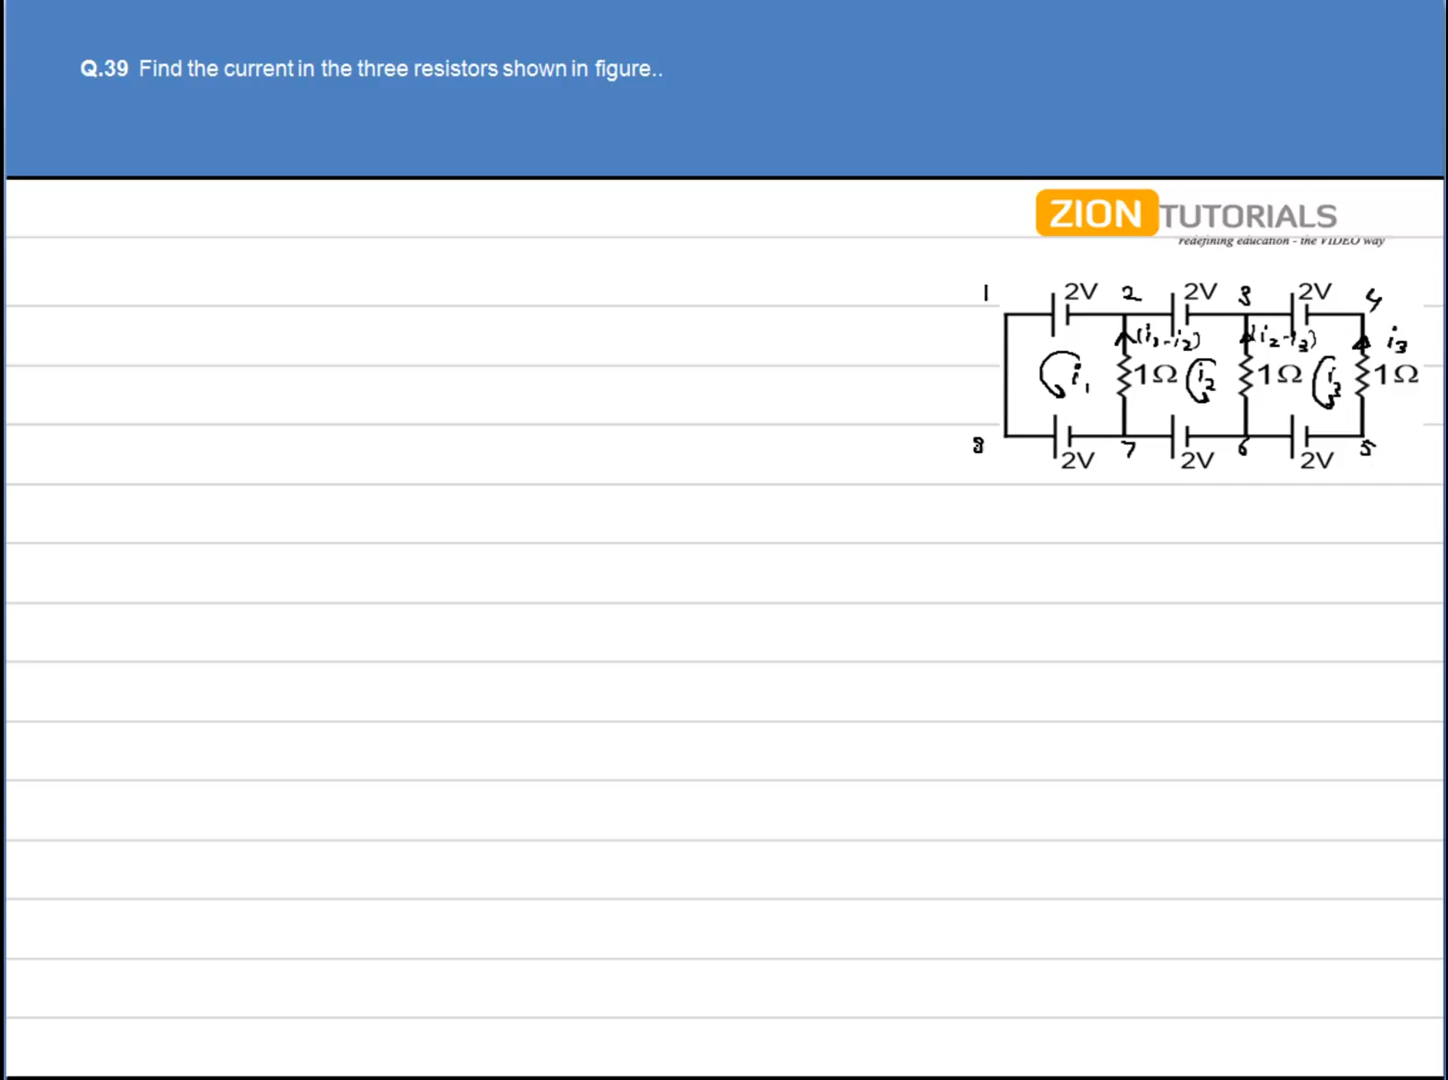 Q.39 Find the current in the three resistors shown in figure..
ZION TUTORIALS
redefining education - the VIDEO way
1 2V 2 2V 3 2V 4
(i₁-i₂) (i₂-i₃) i₃
i₁ 1Ω i₂ 1Ω i₃ 1Ω
8 7 6 5
2V 2V 2V